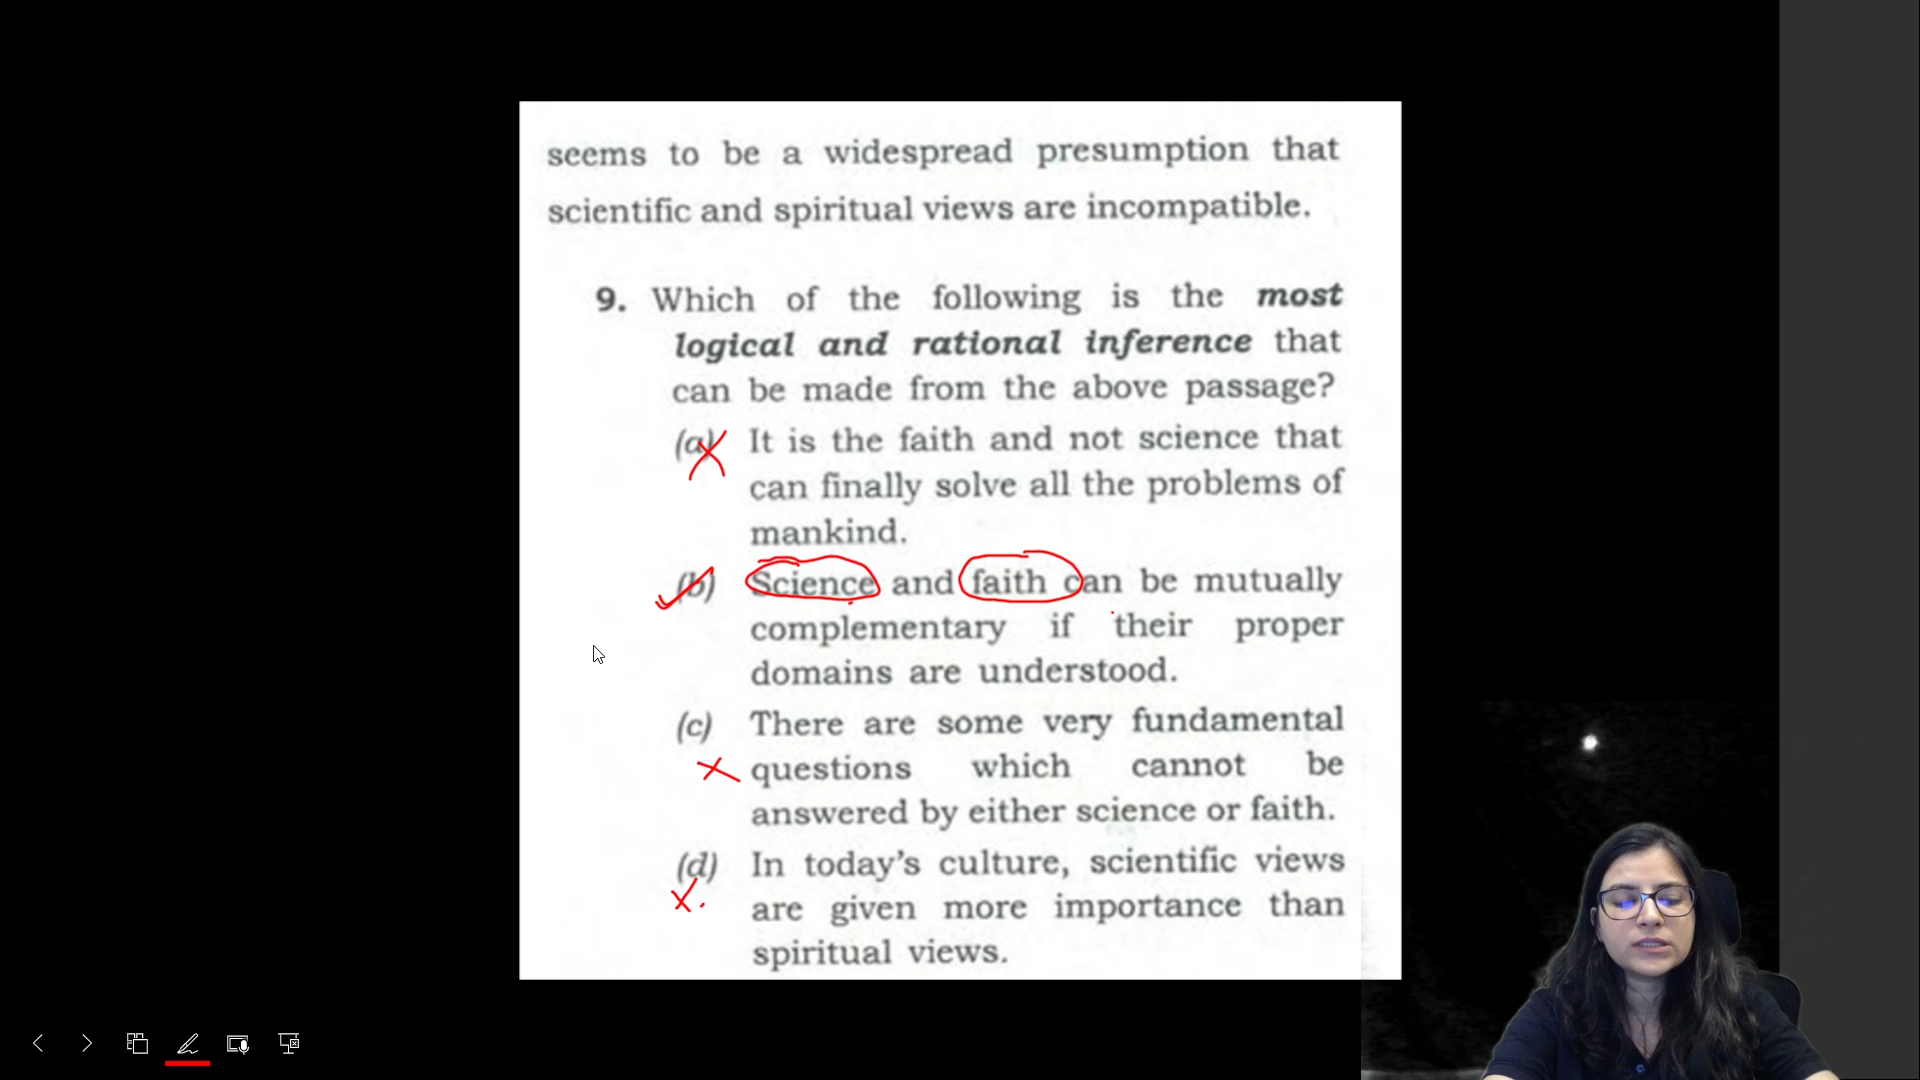 seems to be a widespread presumption that
scientific and spiritual views are incompatible.
9. Which of the following is the most
logical and rational inference that
can be made from the above passage?
(a) It is the faith and not science that
can finally solve all the problems of
mankind.
(b) Science and faith can be mutually
complementary if their proper
domains are understood.
(c) There are some very fundamental
questions which cannot be
answered by either science or faith.
(d) In today's culture, scientific views
are given more importance than
spiritual views.